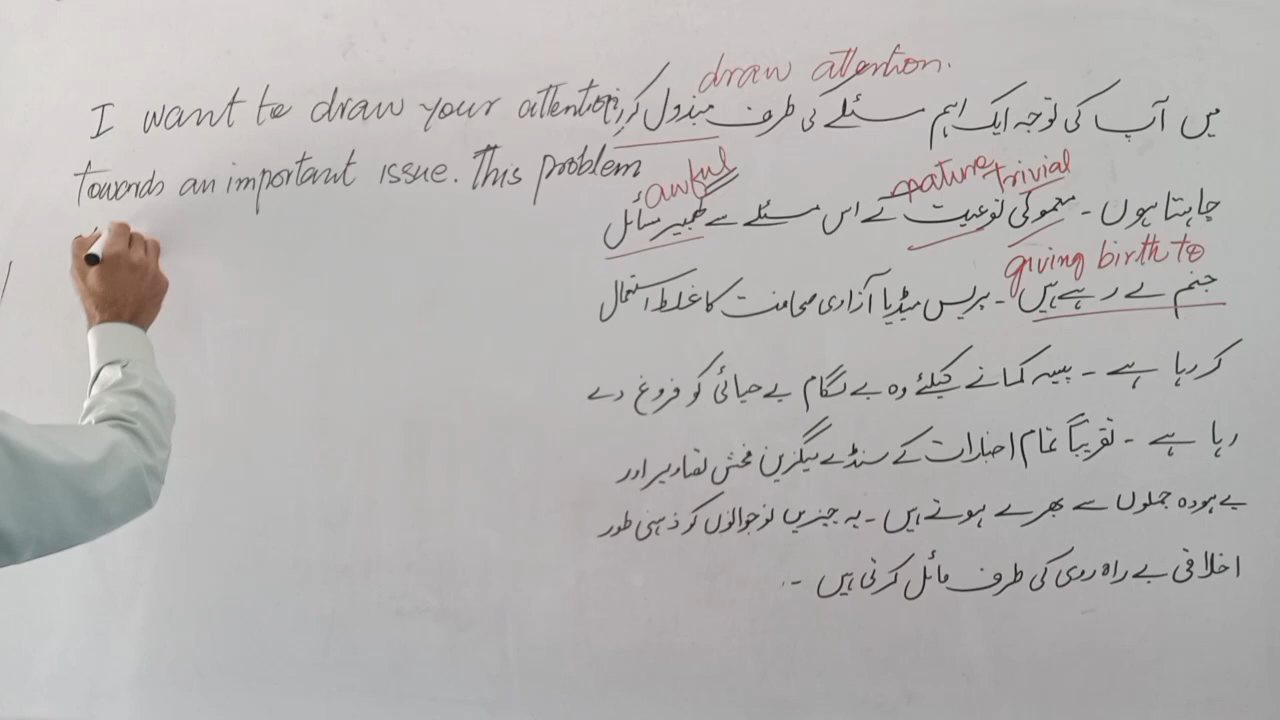 I want to draw your attention
towards an important issue. This problem
draw attention.
میں آپ کی توجہ ایک اہم مسئلے کی طرف مبذول کر
awful nature trivial
چاہتا ہوں ۔ معمولی نوعیت کے اس مسئلے سے گھمبیر مسائل
giving birth to
جنم لے رہے ہیں ۔ پریس میڈیا آزادی صحافت کا غلط استعمال
کر رہا ہے ۔ پیسہ کمانے کیلئے وہ بے لگام بے حیائی کو فروغ دے
رہا ہے ۔ تقریباً تمام اخبارات کے سنڈے میگزین فحش تصاویر اور
بے ہودہ جملوں سے بھرے ہوتے ہیں ۔ یہ چیزیں نوجوانوں کو ذہنی طور
اخلاقی بے راہ روی کی طرف مائل کرتی ہیں ۔